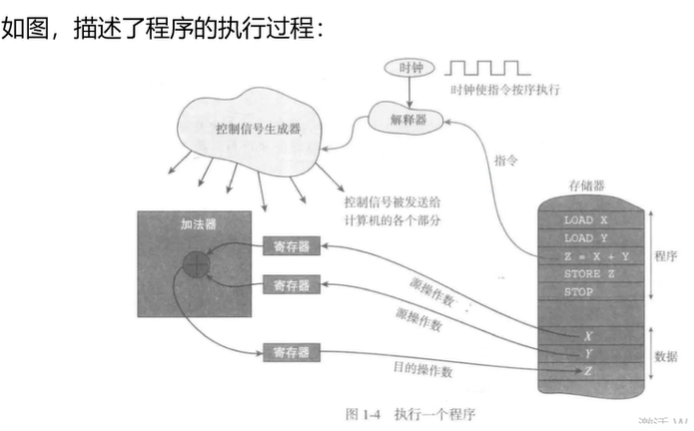 如图，描述了程序的执行过程：
时钟
时钟使指令按序执行
控制信号生成器
解释器
指令
存储器
控制信号被发送给
计算机的各个部分
加法器
LOAD X
LOAD Y
Z = X + Y
STORE Z
STOP
程序
寄存器
寄存器
源操作数
源操作数
X
Y
Z
数据
寄存器
目的操作数
图 1-4 执行一个程序
激活 W